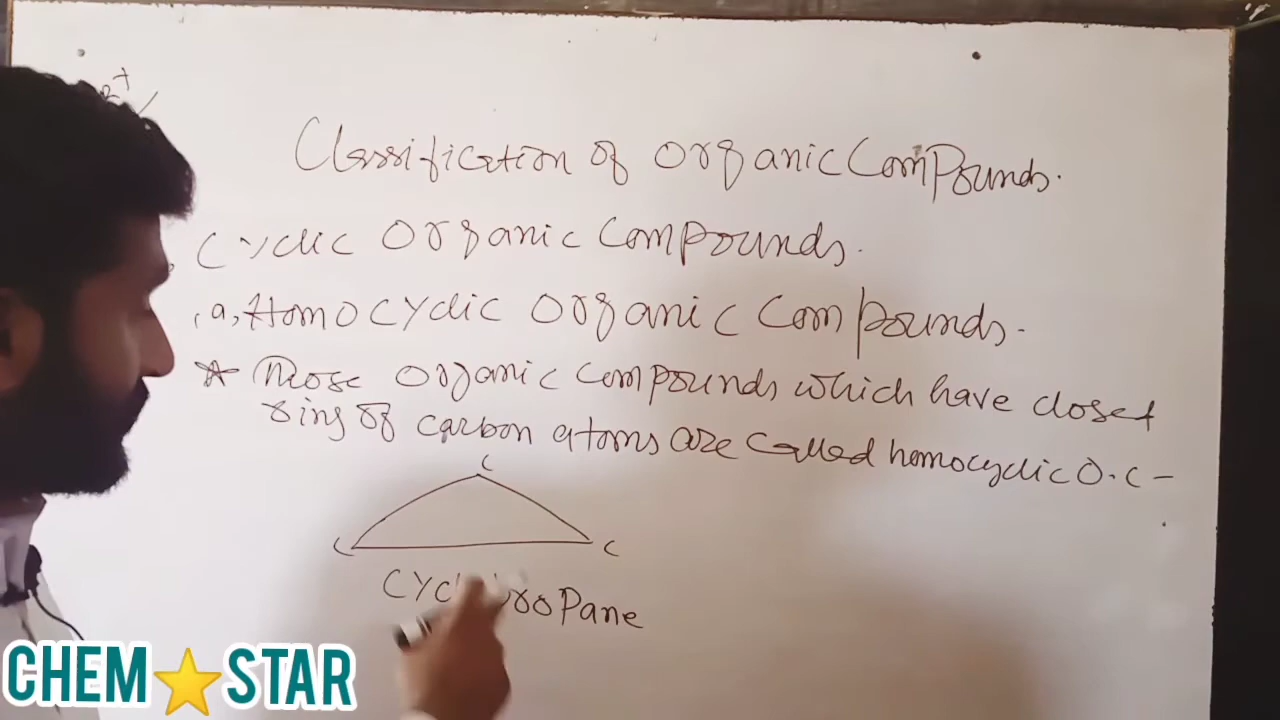 Classification of Organic Compounds.
Cyclic Organic Compounds.
(a) Homocyclic Organic Compounds.
* Those organic compounds which have closed
ring of carbon atoms are called homocyclic O.C -
C
C C
CHEM STAR